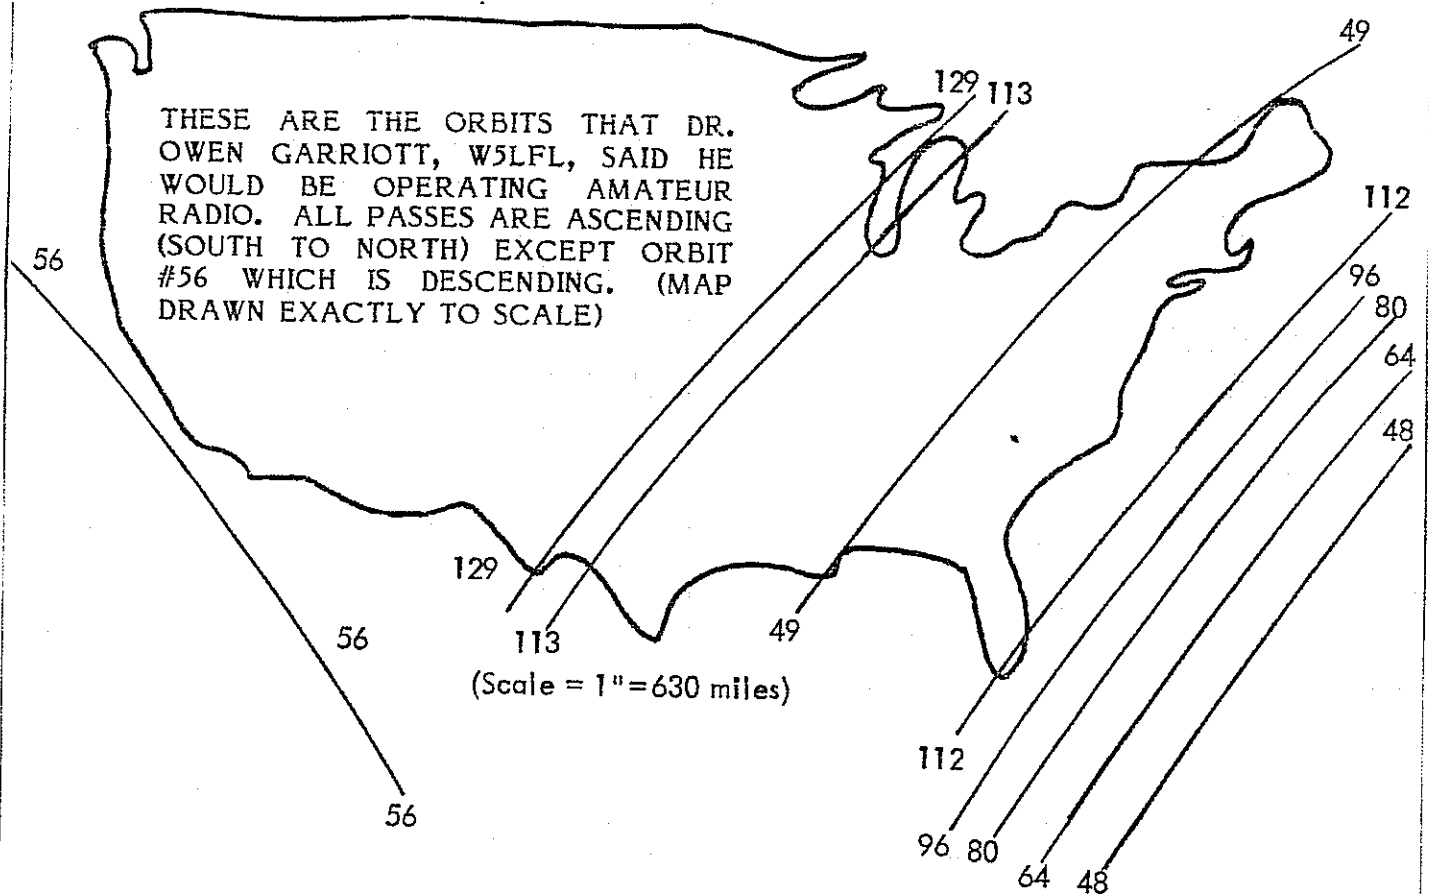 49
129 113
THESE ARE THE ORBITS THAT DR.
OWEN GARRIOTT, W5LFL, SAID HE
WOULD BE OPERATING AMATEUR
RADIO. ALL PASSES ARE ASCENDING
(SOUTH TO NORTH) EXCEPT ORBIT
#56 WHICH IS DESCENDING. (MAP
DRAWN EXACTLY TO SCALE)
112
56
96
80
64
48
129
56
113
49
(Scale = 1"=630 miles)
112
56
96 80
64 48